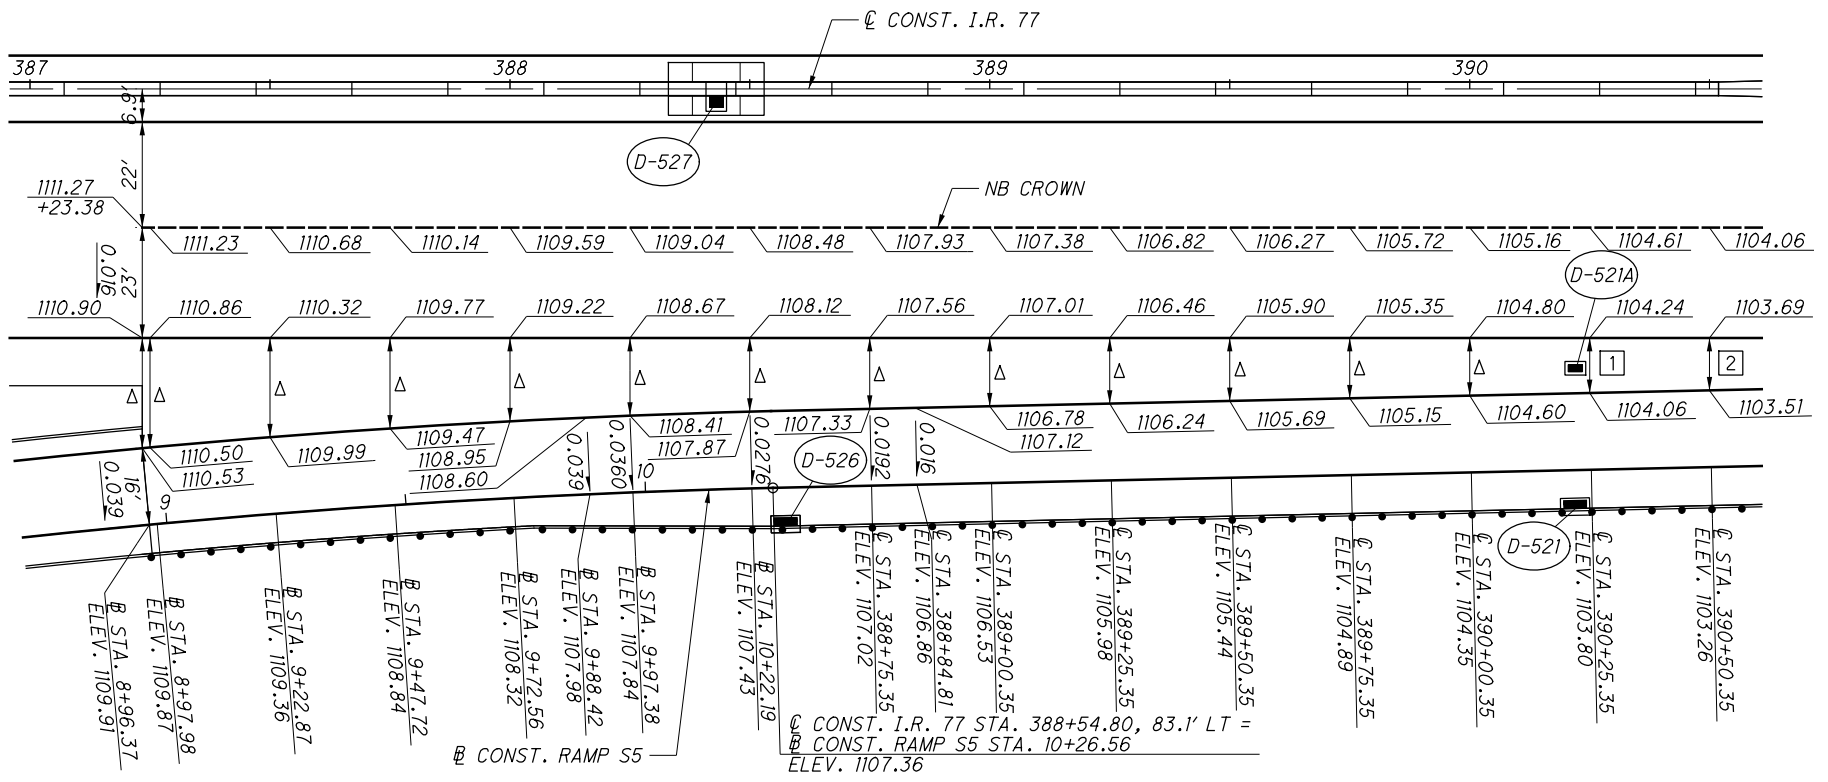 ℄ CONST. I.R. 77
387
388
389
390
6.9'
D-527
22'
1111.27
+23.38
NB CROWN
1111.23
1110.68
1110.14
1109.59
1109.04
1108.48
1107.93
1107.38
1106.82
1106.27
1105.72
1105.16
1104.61
1104.06
0.016
23'
D-521A
1110.90
1110.86
1110.32
1109.77
1109.22
1108.67
1108.12
1107.56
1107.01
1106.46
1105.90
1105.35
1104.80
1104.24
1103.69
1
2
Δ
Δ
Δ
Δ
Δ
Δ
Δ
Δ
Δ
Δ
Δ
Δ
Δ
1110.50
1110.53
1109.99
1109.47
1108.95
1108.60
1108.41
1107.87
1107.33
1106.78
1107.12
1106.24
1105.69
1105.15
1104.60
1104.06
1103.51
0.039
16'
0.039
0.0360
0.0276
0.0192
0.016
9
10
D-526
D-521
B STA. 8+96.37
ELEV. 1109.91
B STA. 8+97.98
ELEV. 1109.87
B STA. 9+22.87
ELEV. 1109.36
B STA. 9+47.72
ELEV. 1108.84
B STA. 9+72.56
ELEV. 1108.32
B STA. 9+88.42
ELEV. 1107.98
B STA. 9+97.38
ELEV. 1107.84
B STA. 10+22.19
ELEV. 1107.43
℄ STA. 388+75.35
ELEV. 1107.02
℄ STA. 388+84.81
ELEV. 1106.86
℄ STA. 389+00.35
ELEV. 1106.53
℄ STA. 389+25.35
ELEV. 1105.98
℄ STA. 389+50.35
ELEV. 1105.44
℄ STA. 389+75.35
ELEV. 1104.89
℄ STA. 390+00.35
ELEV. 1104.35
℄ STA. 390+25.35
ELEV. 1103.80
℄ STA. 390+50.35
ELEV. 1103.26
B CONST. RAMP S5
℄ CONST. I.R. 77 STA. 388+54.80, 83.1' LT =
B CONST. RAMP S5 STA. 10+26.56
ELEV. 1107.36